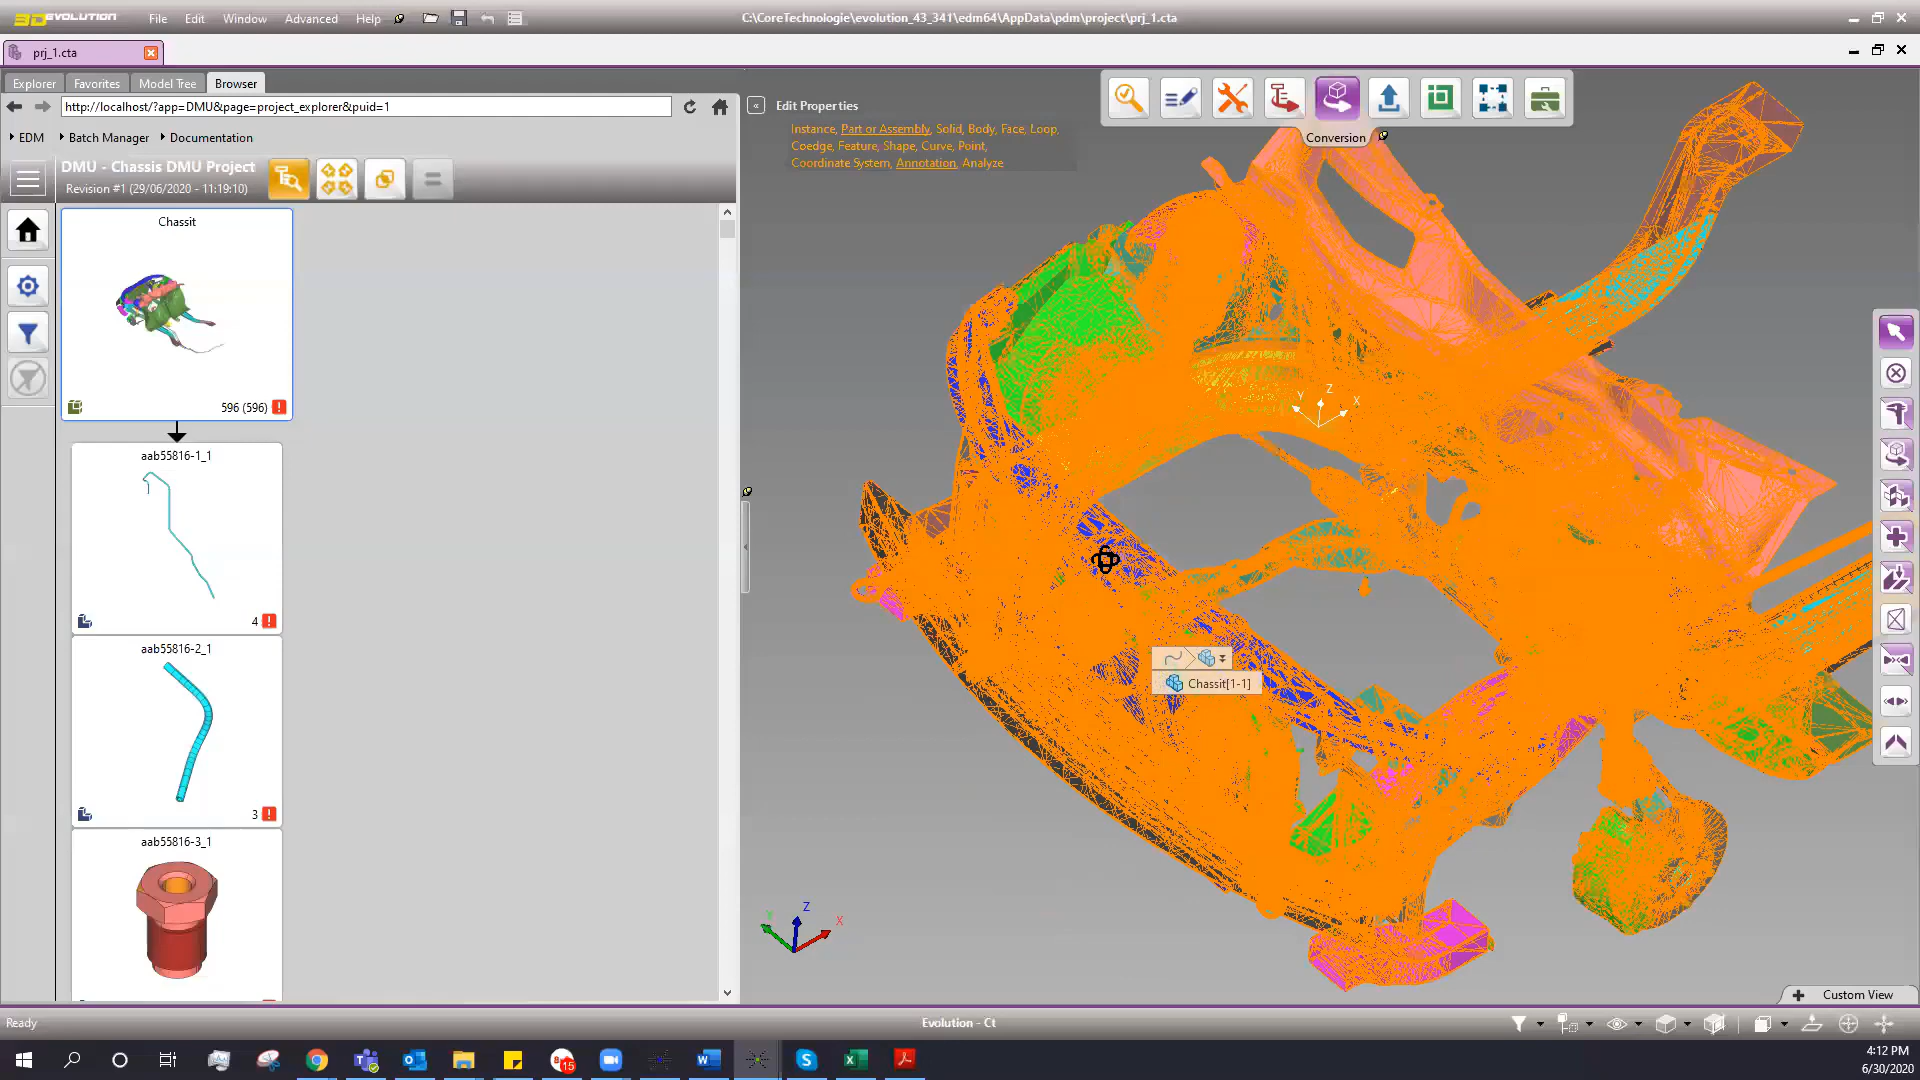 3DEVOLUTION File Edit Window Advanced Help C:\CoreTechnologie\evolution_43_341\edm64\AppData\pdm\project\prj_1.cta
prj_1.cta
Explorer Favorites Model Tree Browser
http://localhost/?app=DMU&page=project_explorer&puid=1
EDM Batch Manager Documentation
DMU - Chassis DMU Project
Revision #1 (29/06/2020 - 11:19:10)
Chassit
596 (596)
aab55816-1_1
4
aab55816-2_1
3
aab55816-3_1
Edit Properties
Instance, Part or Assembly, Solid, Body, Face, Loop,
Coedge, Feature, Shape, Curve, Point,
Coordinate System, Annotation, Analyze
Conversion
Z
Y
X
Chassit[1-1]
Z
Y
X
Custom View
Ready Evolution - Ct
15
4:12 PM
6/30/2020